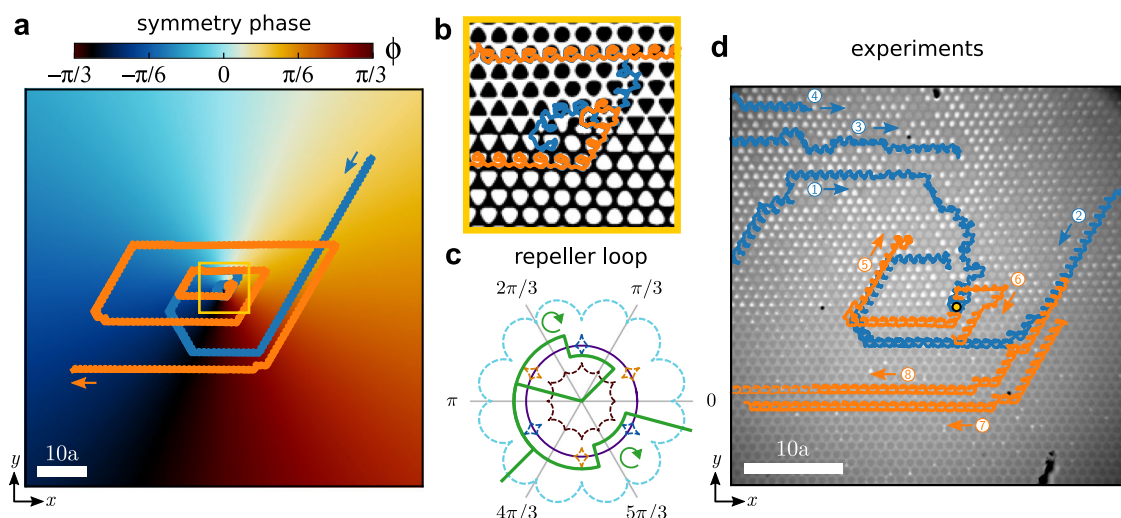 a
symmetry phase
ϕ
−π/3 −π/6 0 π/6 π/3
10a
y
x
b
c
repeller loop
2π/3 π/3
π 0
4π/3 5π/3
d
experiments
4
3
1
2
5
6
8
7
10a
y
x